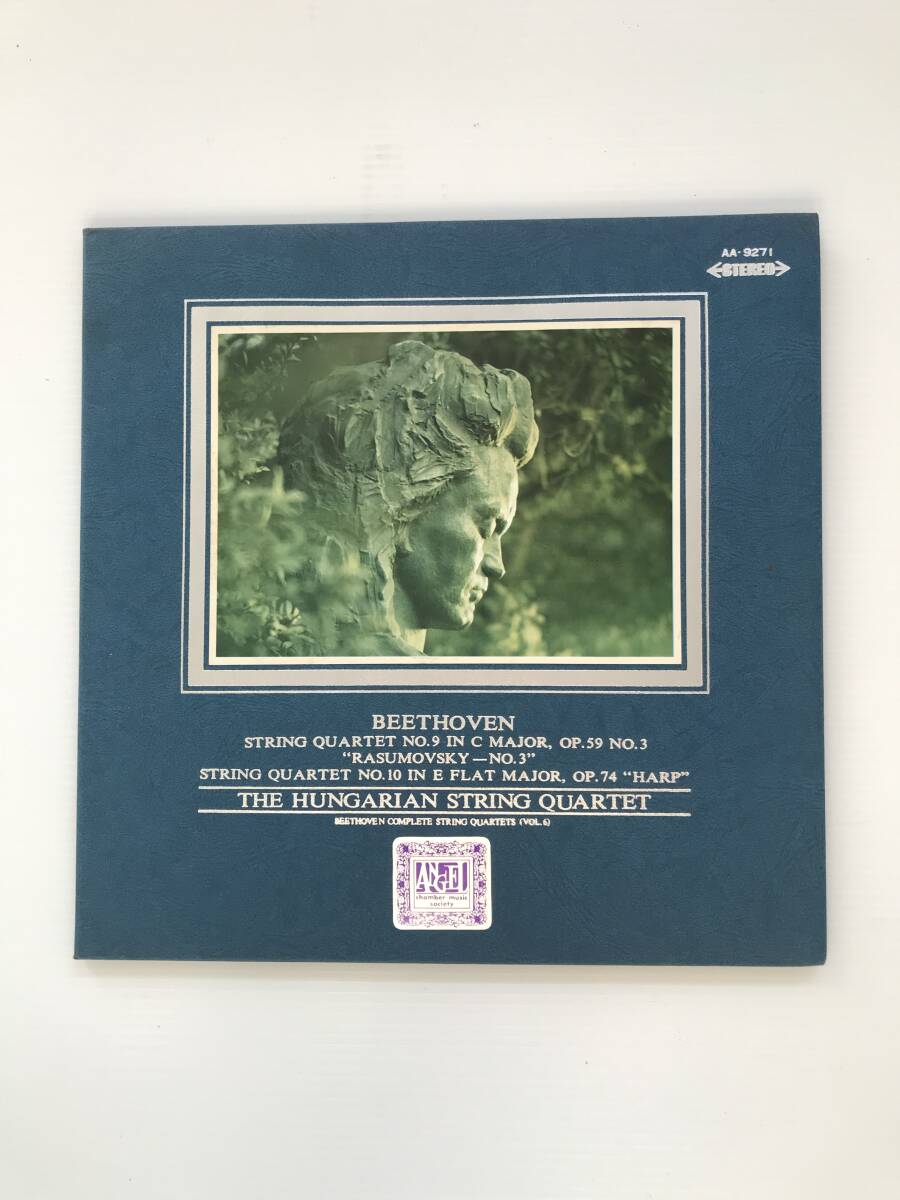 AA-9271
STEREO
BEETHOVEN
STRING QUARTET NO.9 IN C MAJOR, OP.59 NO.3
“RASUMOVSKY—NO.3”
STRING QUARTET NO.10 IN E FLAT MAJOR, OP.74 “HARP”
THE HUNGARIAN STRING QUARTET
BEETHOVEN COMPLETE STRING QUARTETS (VOL.6)
ANGEL
chamber music
society